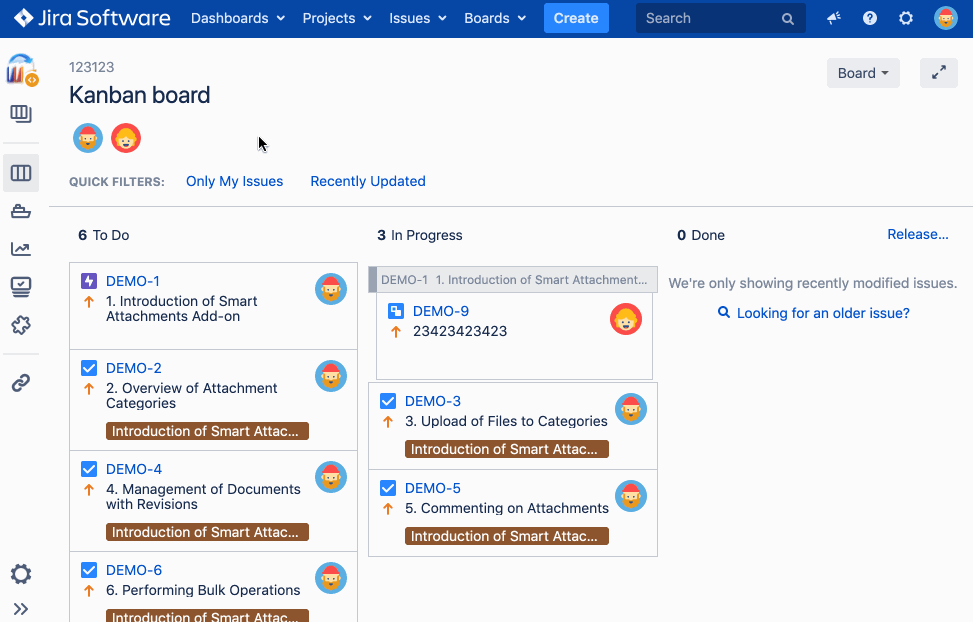 Jira Software Dashboards Projects Issues Boards Create Search
123123
Kanban board
Board
QUICK FILTERS: Only My Issues Recently Updated
6 To Do
DEMO-1
1. Introduction of Smart
Attachments Add-on
DEMO-2
2. Overview of Attachment
Categories
Introduction of Smart Attac...
DEMO-4
4. Management of Documents
with Revisions
Introduction of Smart Attac...
DEMO-6
6. Performing Bulk Operations
Introduction of Smart Attac...
3 In Progress
DEMO-1 1. Introduction of Smart Attachment...
DEMO-9
23423423423
DEMO-3
3. Upload of Files to Categories
Introduction of Smart Attac...
DEMO-5
5. Commenting on Attachments
Introduction of Smart Attac...
0 Done
Release...
We're only showing recently modified issues.
Looking for an older issue?